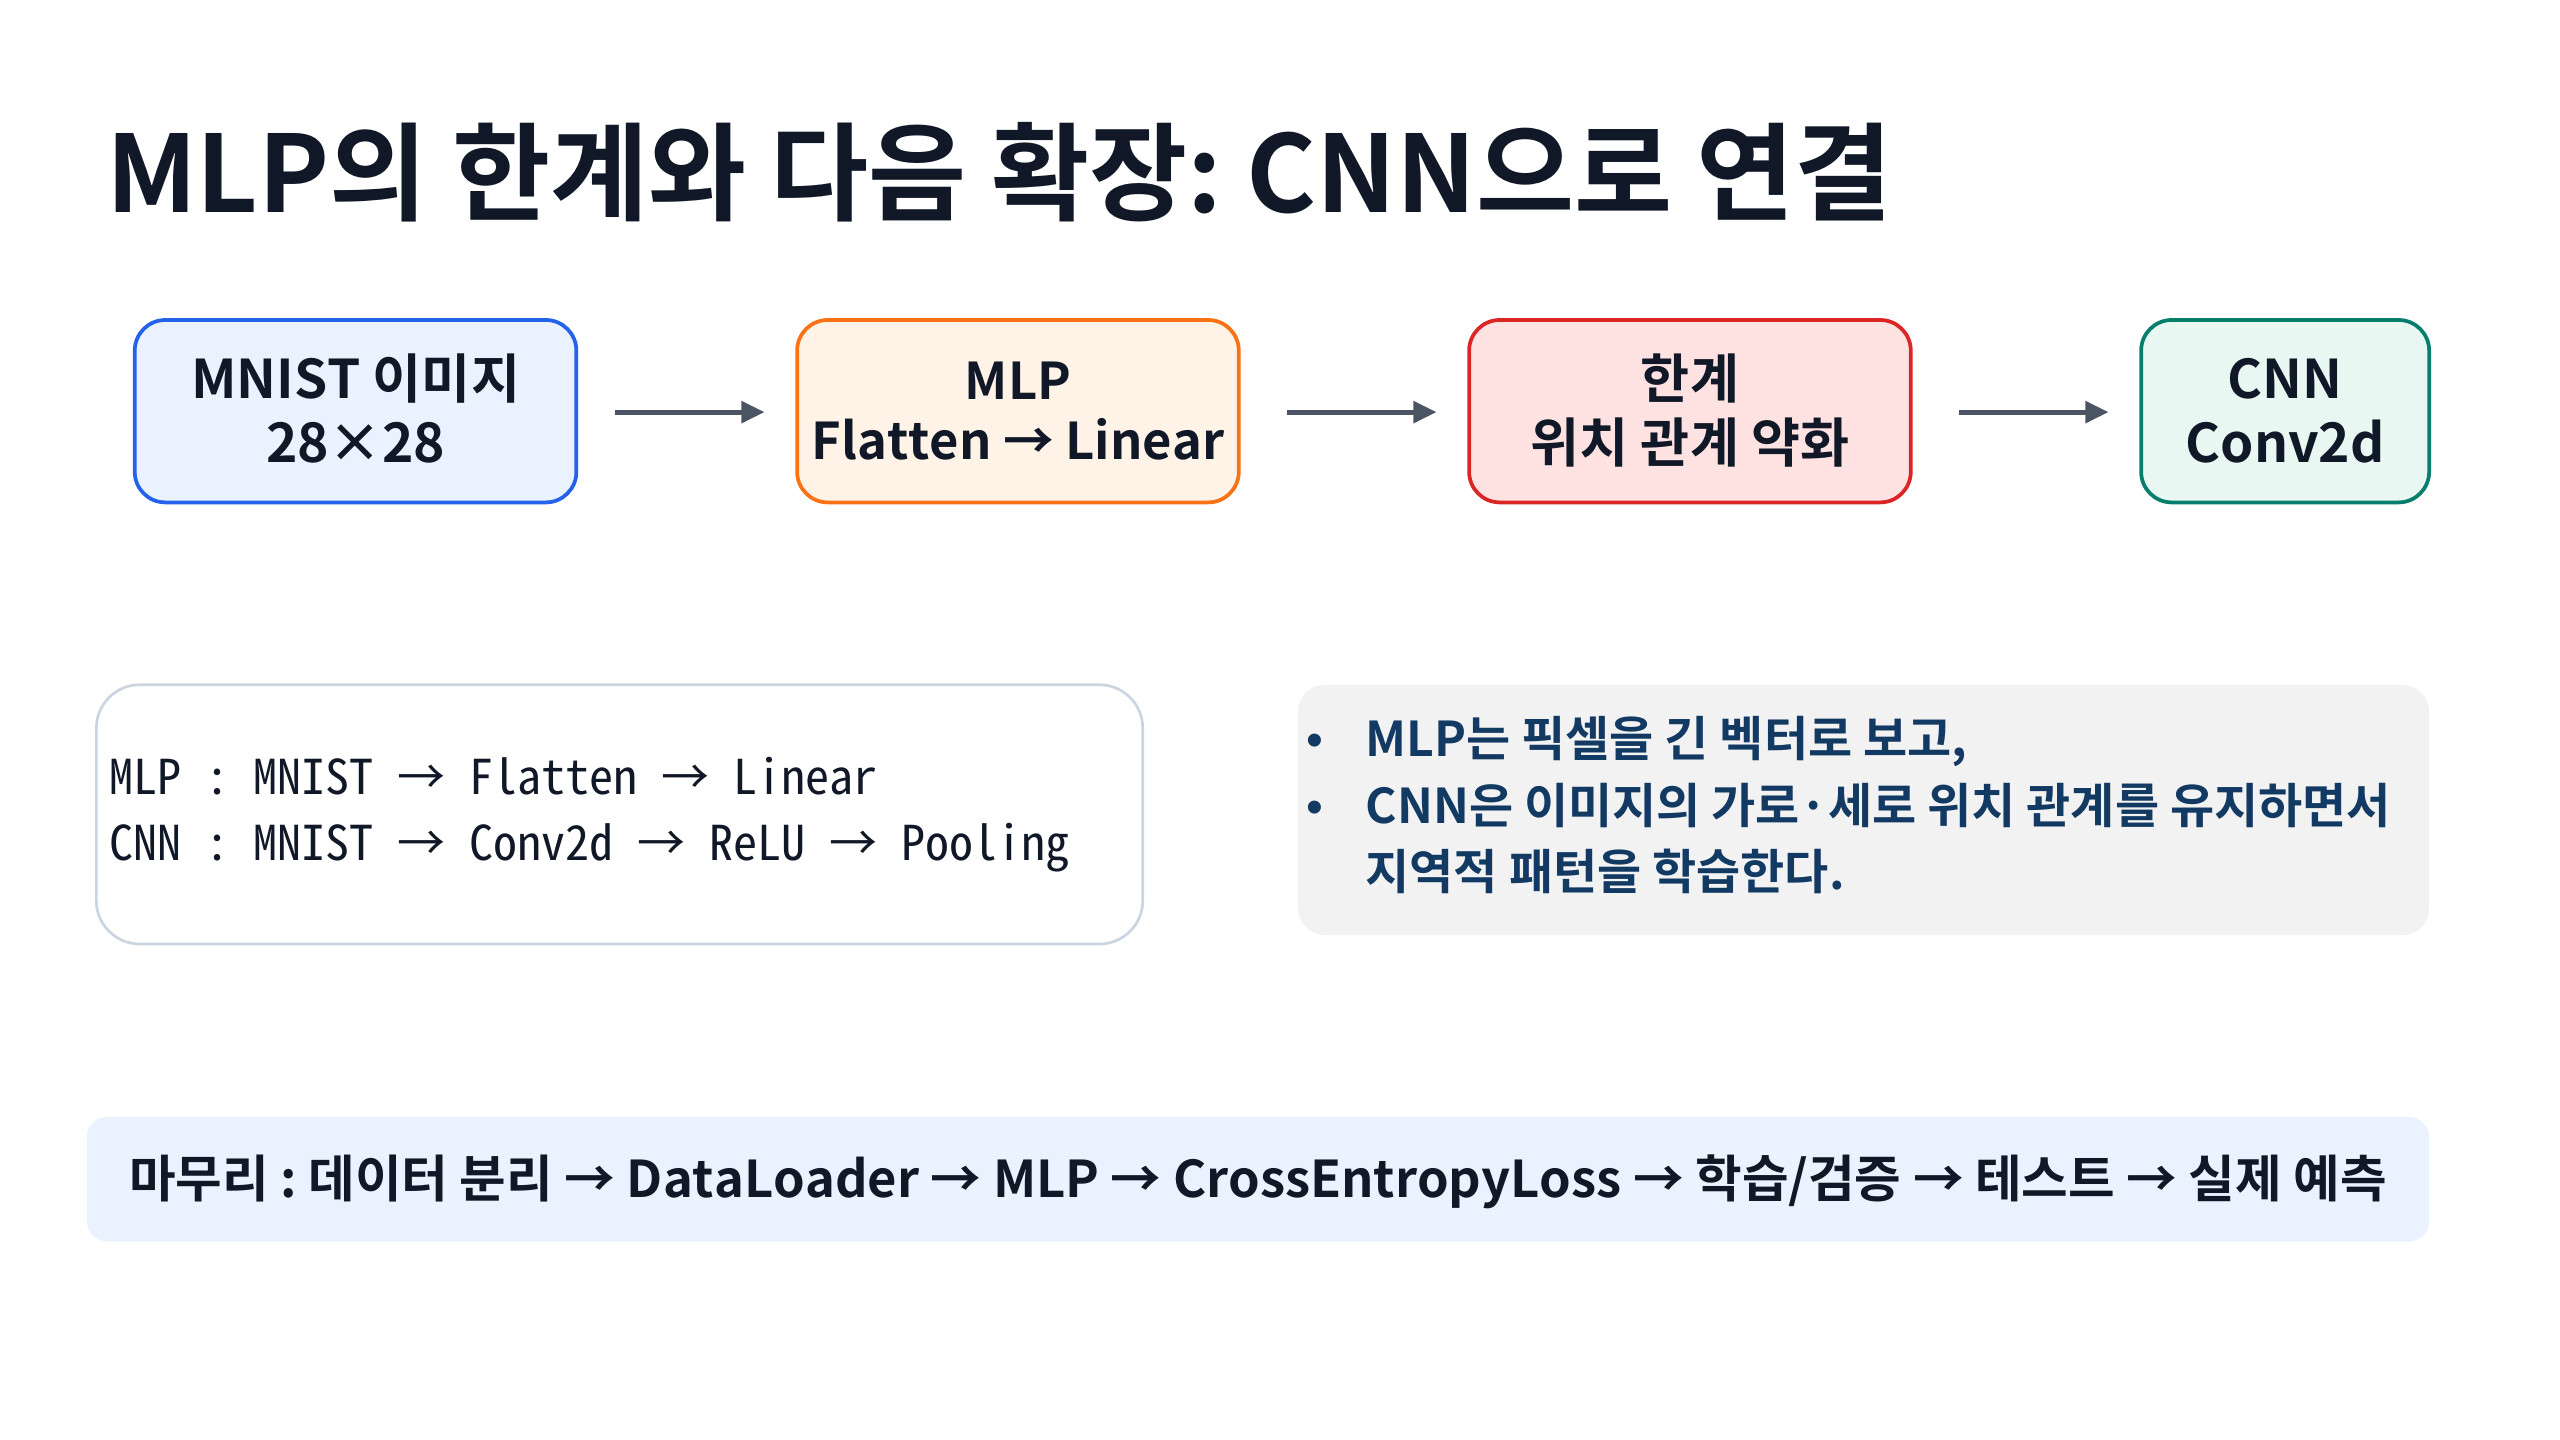 MLP의 한계와 다음 확장: CNN으로 연결
MNIST 이미지
28×28
MLP
Flatten → Linear
한계
위치 관계 약화
CNN
Conv2d
MLP : MNIST → Flatten → Linear
CNN : MNIST → Conv2d → ReLU → Pooling
• MLP는 픽셀을 긴 벡터로 보고,
• CNN은 이미지의 가로·세로 위치 관계를 유지하면서
지역적 패턴을 학습한다.
마무리 : 데이터 분리 → DataLoader → MLP → CrossEntropyLoss → 학습/검증 → 테스트 → 실제 예측